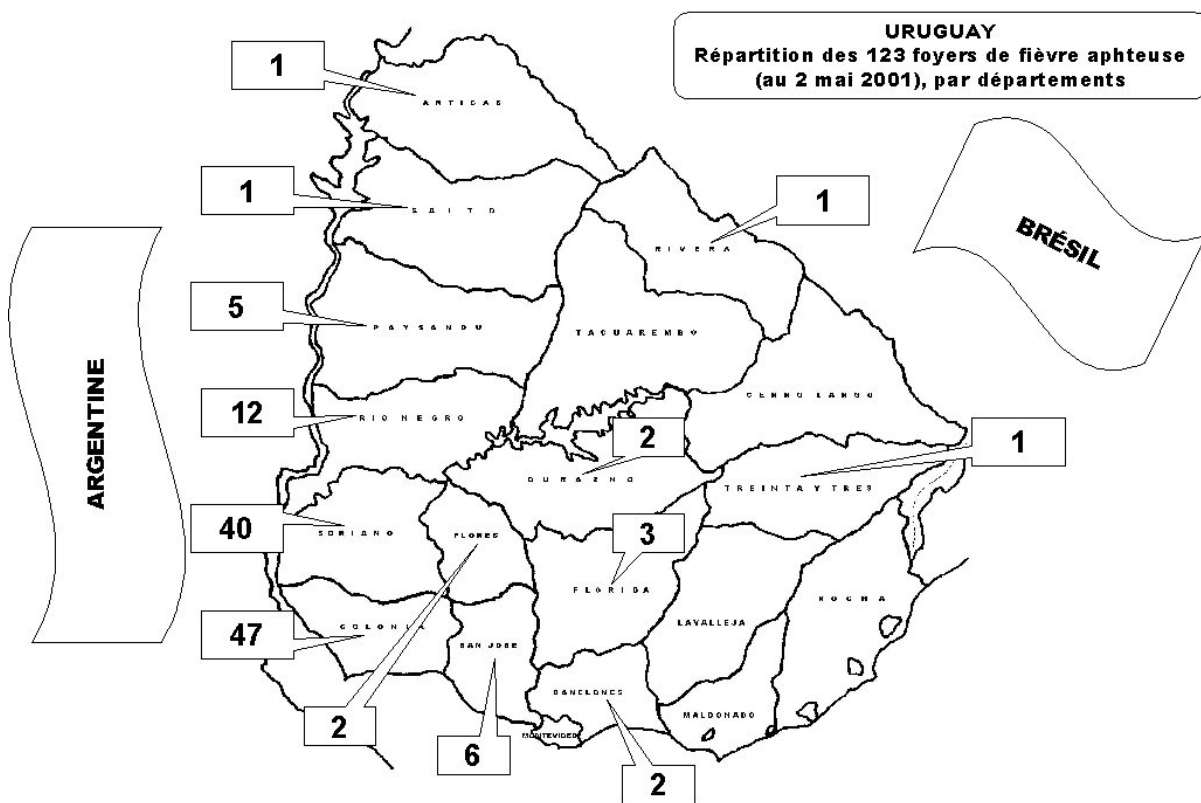 URUGUAY
Répartition des 123 foyers de fièvre aphteuse
(au 2 mai 2001), par départements
1
ARTIGAS
1
SALTO
1
RIVERA
BRÉSIL
ARGENTINE
5
PAYSANDU
TACUAREMBO
12
RIO NEGRO
CERRO LARGO
2
DURAZNO
1
TREINTA Y TRES
40
SORIANO
FLORES
3
FLORIDA
ROCHA
47
COLONIA
SAN JOSE
LAVALLEJA
CANELONES
MALDONADO
2
MONTEVIDEO
6
2